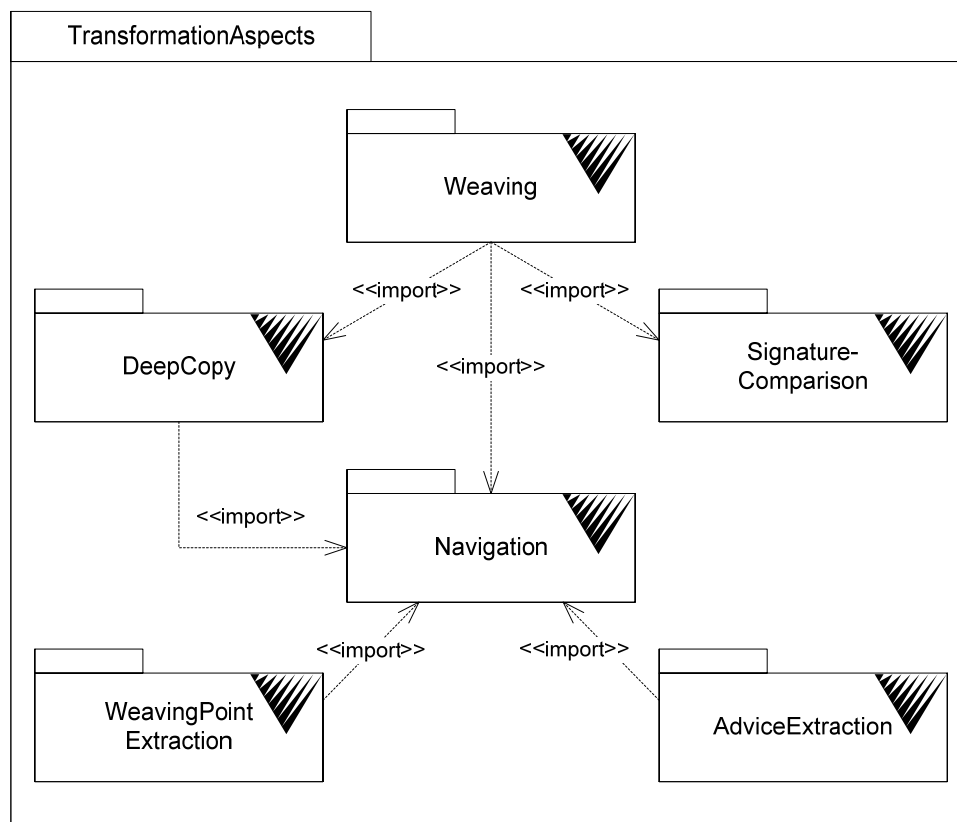 TransformationAspects
Weaving
<<import>>
<<import>>
<<import>>
DeepCopy
Signature-
Comparison
<<import>>
Navigation
<<import>>
<<import>>
WeavingPoint
Extraction
AdviceExtraction